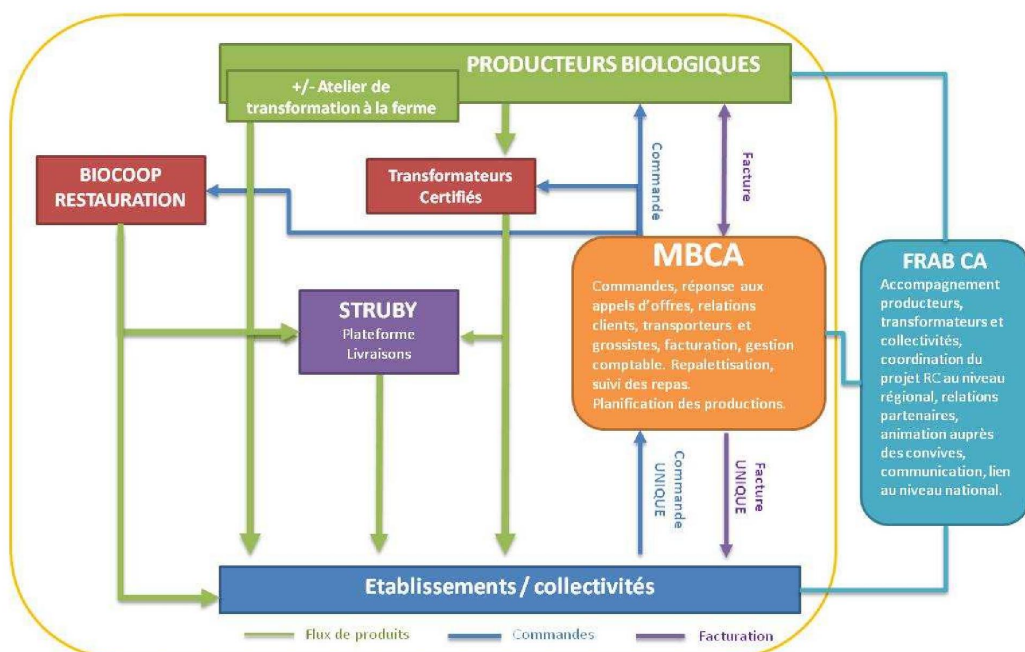 PRODUCTEURS BIOLOGIQUES
+/- Atelier de
transformation à la ferme
BIOCOOP
RESTAURATION
Transformateurs
Certifiés
Commande
Facture
MBCA
Commandes, réponse aux
appels d'offres, relations
clients, transporteurs et
grossistes, facturation, gestion
comptable. Repalettisation,
suivi des repas.
Planification des productions.
FRAB CA
Accompagnement
producteurs,
transformateurs et
collectivités,
coordination du
projet RC au niveau
régional, relations
partenaires,
animation auprès
des convives,
communication, lien
au niveau national.
STRUBY
Plateforme
Livraisons
Commande
UNIQUE
Facture
UNIQUE
Etablissements / collectivités
Flux de produits
Commandes
Facturation